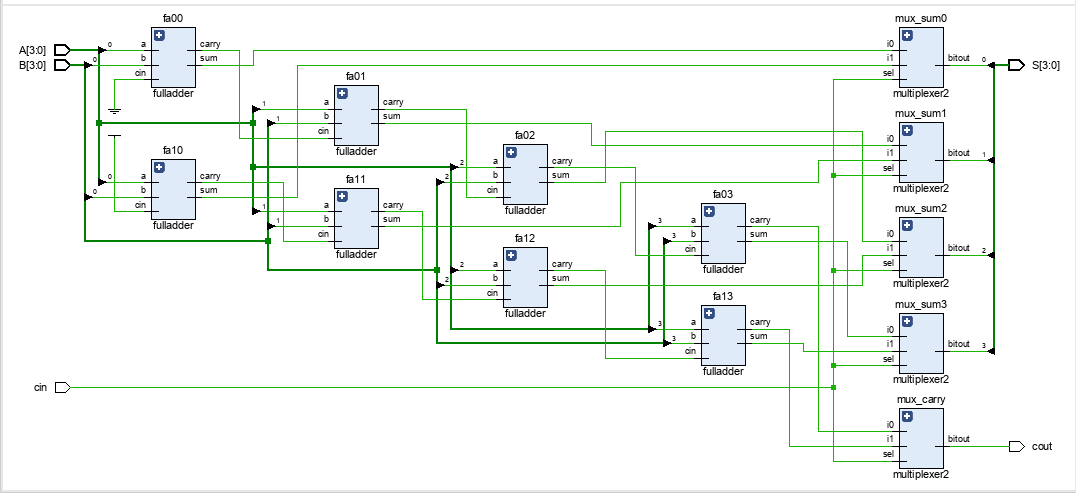 fa00
A[3:0]
B[3:0]
0
0
a
b
cin
carry
sum
fulladder
fa01
1
1
a
b
cin
carry
sum
fulladder
fa10
0
0
a
b
cin
carry
sum
fulladder
fa11
1
1
a
b
cin
carry
sum
fulladder
fa02
2
2
a
b
cin
carry
sum
fulladder
fa12
2
2
a
b
cin
carry
sum
fulladder
fa03
3
3
a
b
cin
carry
sum
fulladder
fa13
3
3
a
b
cin
carry
sum
fulladder
mux_sum0
i0
i1
sel
bitout
0
S[3:0]
multiplexer2
mux_sum1
i0
i1
sel
bitout
1
multiplexer2
mux_sum2
i0
i1
sel
bitout
2
multiplexer2
mux_sum3
i0
i1
sel
bitout
3
multiplexer2
cin
mux_carry
i0
i1
sel
bitout
cout
multiplexer2